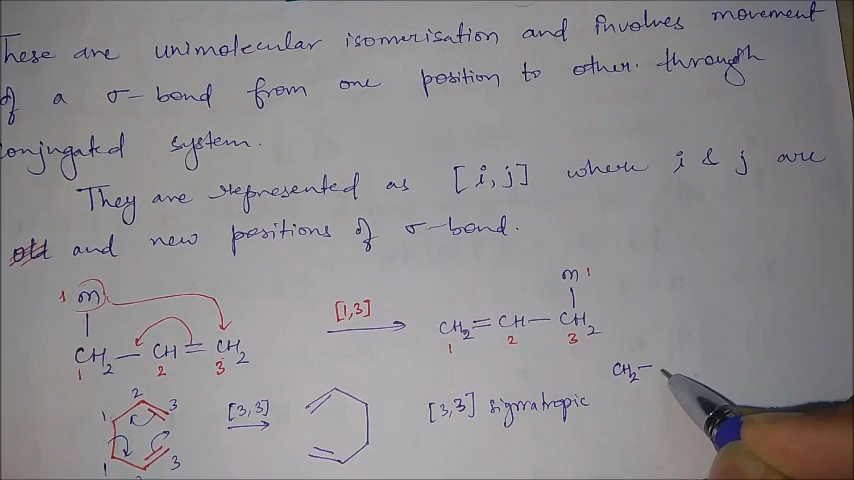 These are unimolecular isomerisation and involves movement
of a σ-bond from one position to other. through
conjugated system.
They are represented as [i,j] where i & j are
and new positions of σ-bond.
1 m
m 1
[1,3]
CH2 — CH = CH2
CH2 = CH — CH2
1 2 3
1 2 3
CH2 —
1 2 3
[3,3]
[3,3] sigmatropic
1 3